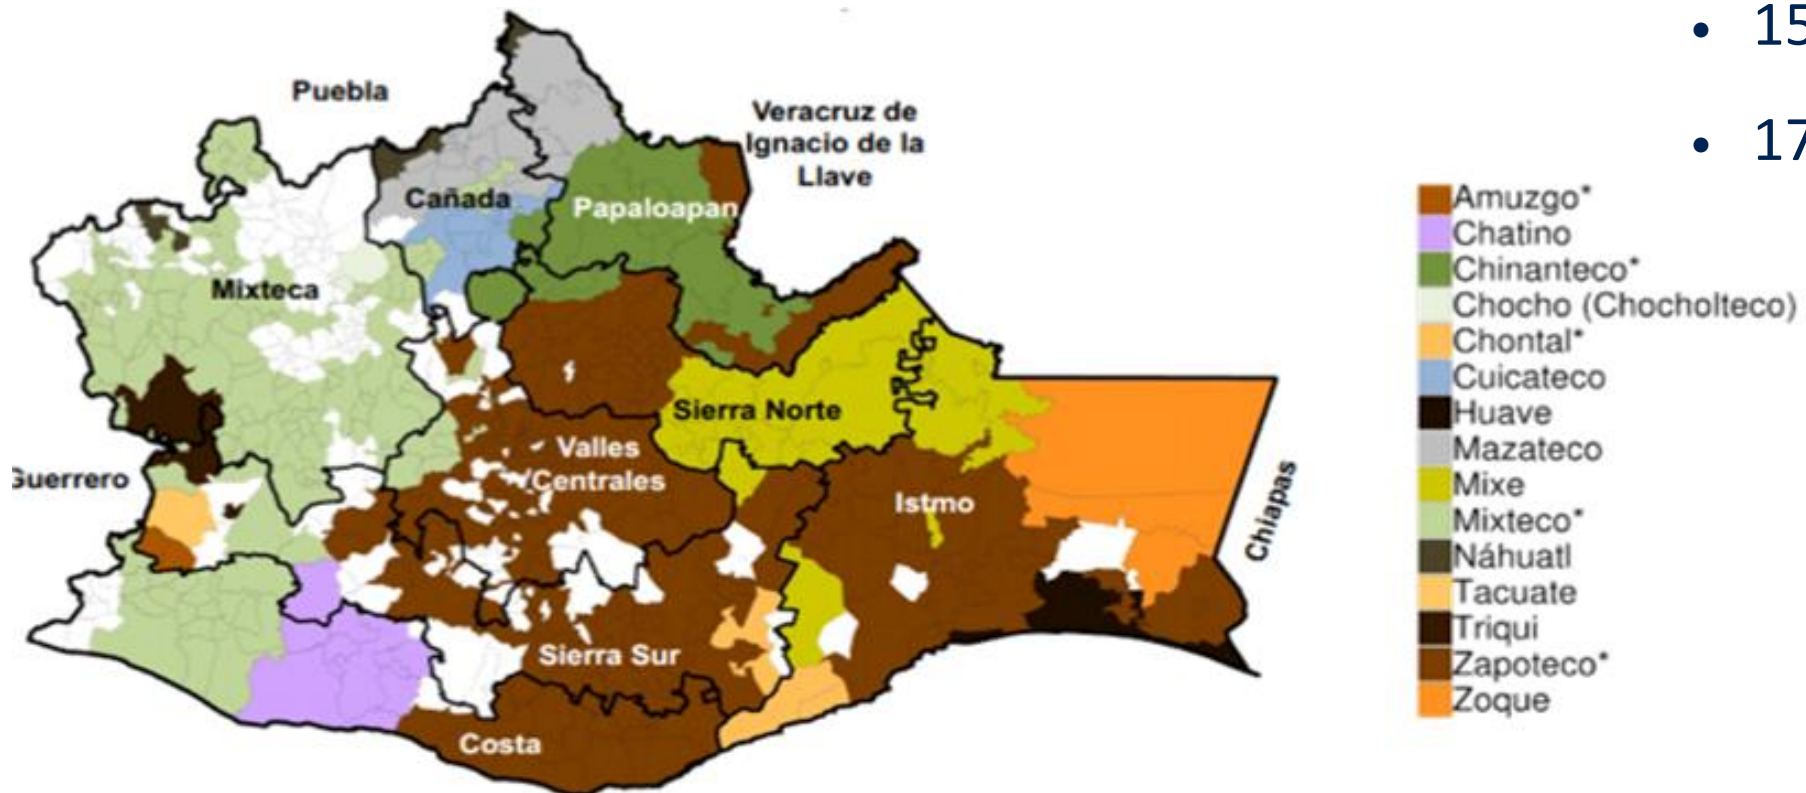 • 15
Puebla
Veracruz de
Ignacio de la
Llave
• 17
Cañada
Papaloapan
Mixteca
Sierra Norte
Valles
Centrales
Guerrero
Istmo
Chiapas
Sierra Sur
Costa
Amuzgo*
Chatino
Chinanteco*
Chocho (Chocholteco)
Chontal*
Cuicateco
Huave
Mazateco
Mixe
Mixteco*
Náhuatl
Tacuate
Triqui
Zapoteco*
Zoque